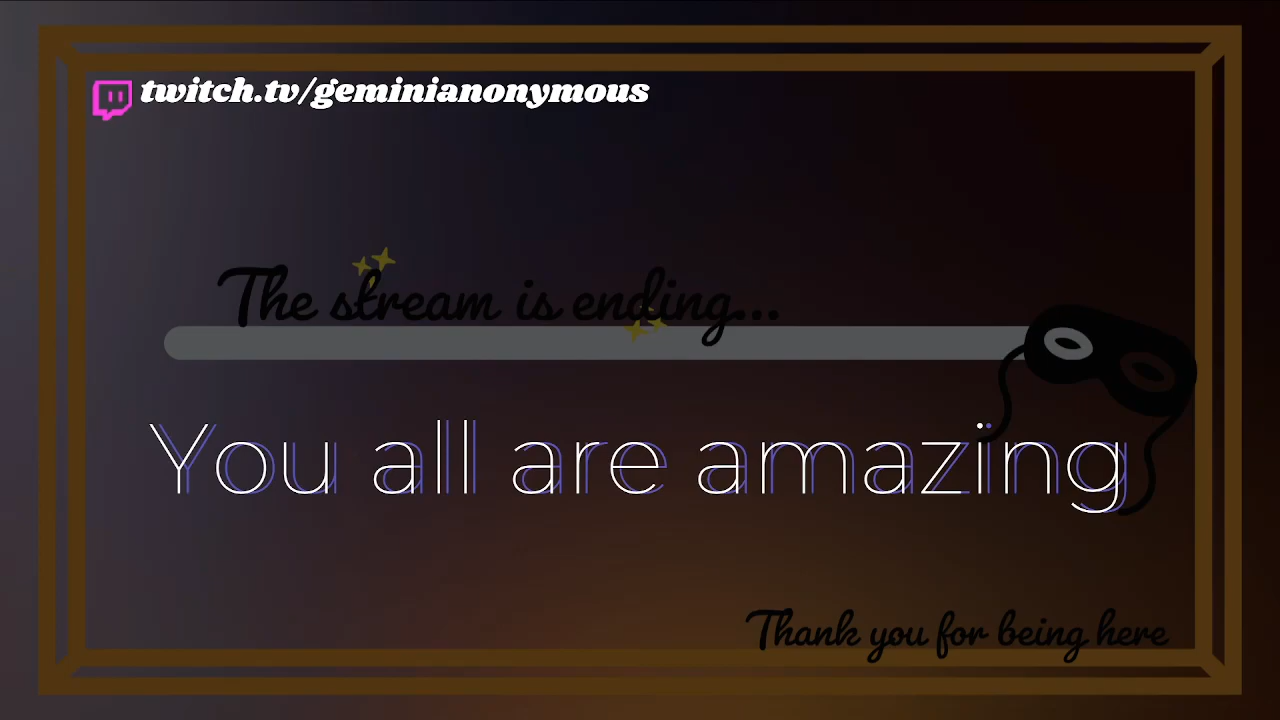 twitch.tv/geminianonymous
The stream is ending...
You all are amazing
Thank you for being here